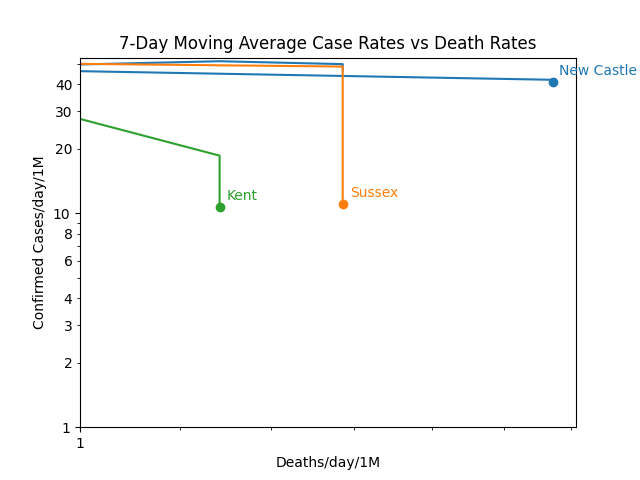 7-Day Moving Average Case Rates vs Death Rates
New Castle
Kent
Sussex
Confirmed Cases/day/1M
40
30
20
10
8
6
4
3
2
1
1
Deaths/day/1M